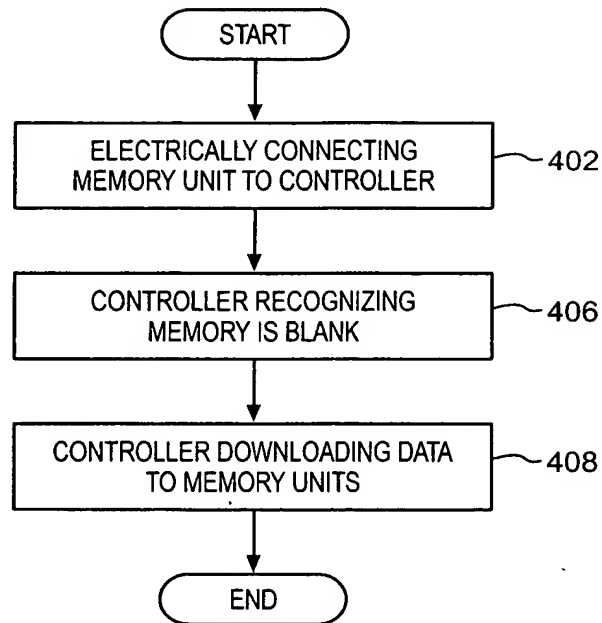 START
ELECTRICALLY CONNECTING
MEMORY UNIT TO CONTROLLER
402
CONTROLLER RECOGNIZING
MEMORY IS BLANK
406
CONTROLLER DOWNLOADING DATA
TO MEMORY UNITS
408
END